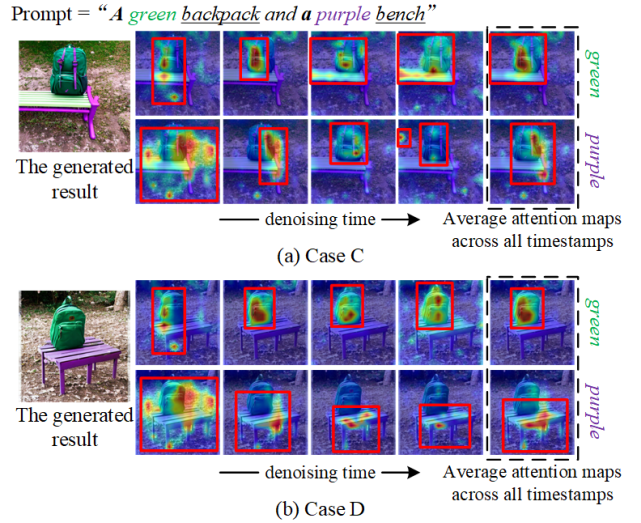 Prompt = “A green backpack and a purple bench”
green
The generated
result
purple
denoising time
Average attention maps
across all timestamps
(a) Case C
green
The generated
result
purple
denoising time
Average attention maps
across all timestamps
(b) Case D